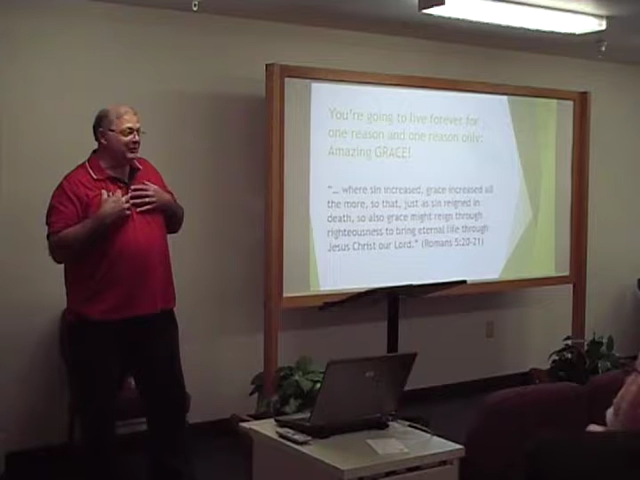 You're going to live forever for
one reason and one reason only:
Amazing GRACE!
"... where sin increased, grace increased all
the more, so that, just as sin reigned in
death, so also grace might reign through
righteousness to bring eternal life through
Jesus Christ our Lord." (Romans 5:20-21)